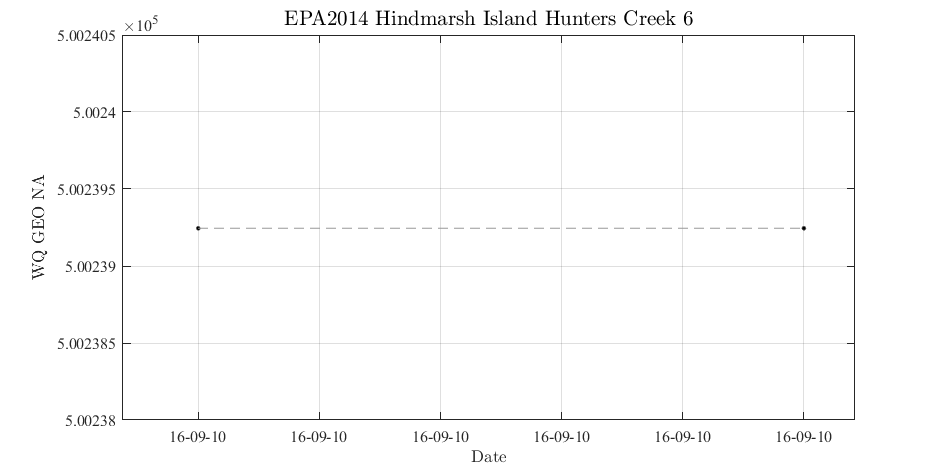 EPA2014 Hindmarsh Island Hunters Creek 6
×10^5
5.002405
5.0024
5.002395
5.00239
5.002385
5.00238
WQ GEO NA
16-09-10 16-09-10 16-09-10 16-09-10 16-09-10 16-09-10
Date